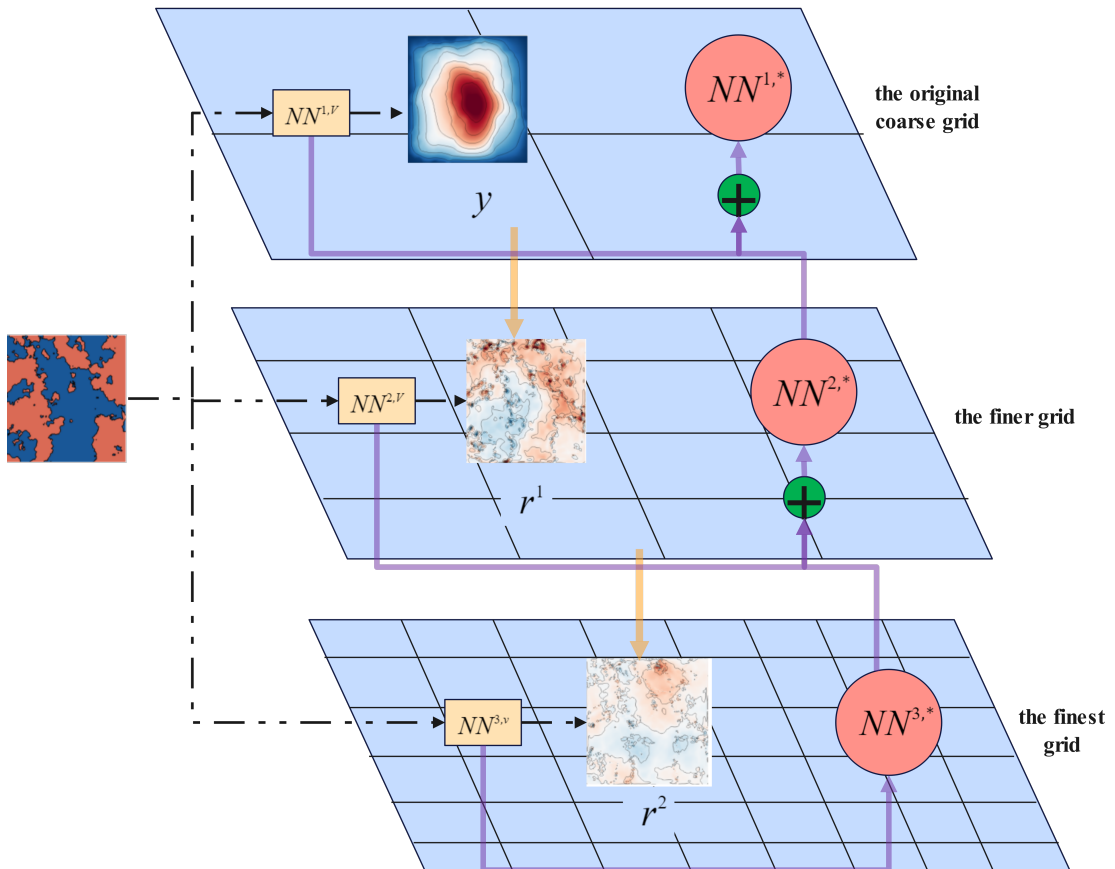 NN^{1,V}
y
NN^{1,*}
the original
coarse grid
+
NN^{2,V}
r^1
NN^{2,*}
the finer grid
+
NN^{3,v}
r^2
NN^{3,*}
the finest
grid